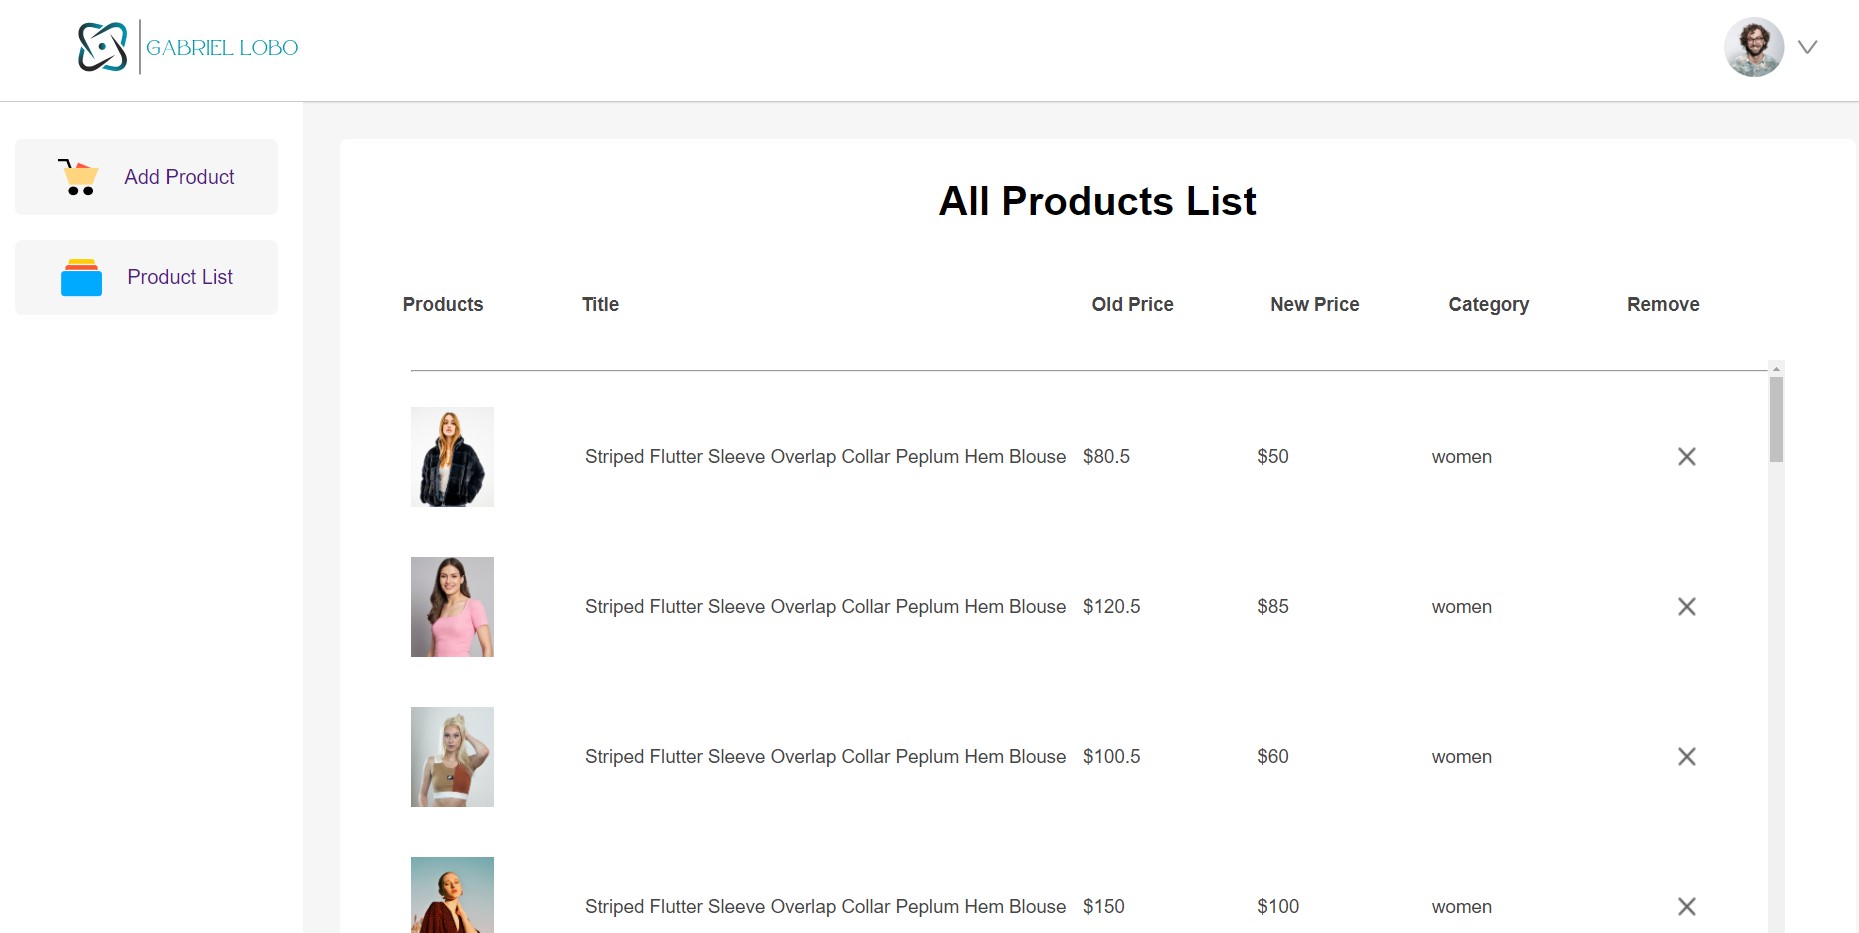 GABRIEL LOBO
Add Product
Product List
All Products List
Products Title Old Price New Price Category Remove
Striped Flutter Sleeve Overlap Collar Peplum Hem Blouse $80.5 $50 women
Striped Flutter Sleeve Overlap Collar Peplum Hem Blouse $120.5 $85 women
Striped Flutter Sleeve Overlap Collar Peplum Hem Blouse $100.5 $60 women
Striped Flutter Sleeve Overlap Collar Peplum Hem Blouse $150 $100 women